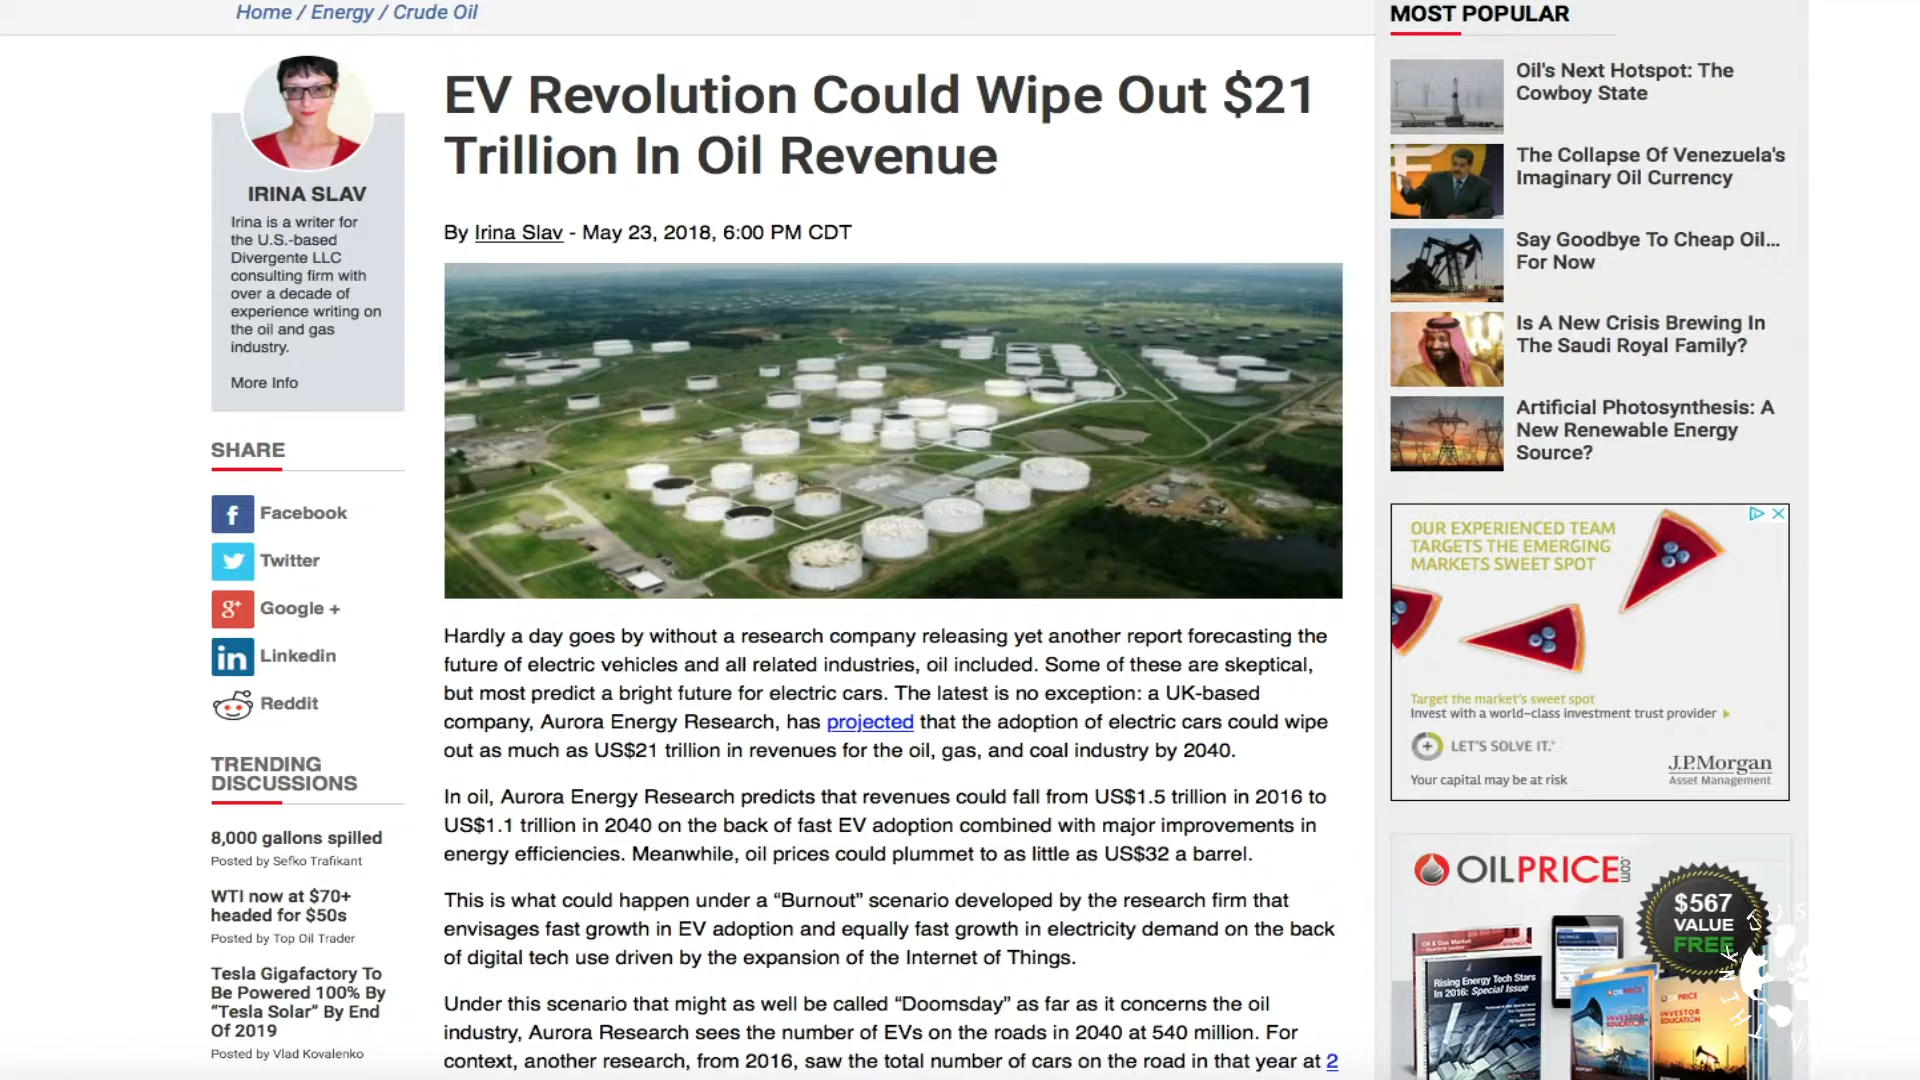 Home / Energy / Crude Oil
IRINA SLAV
Irina is a writer for
the U.S.-based
Divergente LLC
consulting firm with
over a decade of
experience writing on
the oil and gas
industry.
More Info
SHARE
Facebook
Twitter
Google +
Linkedin
Reddit
TRENDING
DISCUSSIONS
8,000 gallons spilled
Posted by Sefko Trafikant
WTI now at $70+
headed for $50s
Posted by Top Oil Trader
Tesla Gigafactory To
Be Powered 100% By
“Tesla Solar” By End
Of 2019
Posted by Vlad Kovalenko
EV Revolution Could Wipe Out $21
Trillion In Oil Revenue
By Irina Slav - May 23, 2018, 6:00 PM CDT
Hardly a day goes by without a research company releasing yet another report forecasting the
future of electric vehicles and all related industries, oil included. Some of these are skeptical,
but most predict a bright future for electric cars. The latest is no exception: a UK-based
company, Aurora Energy Research, has projected that the adoption of electric cars could wipe
out as much as US$21 trillion in revenues for the oil, gas, and coal industry by 2040.
In oil, Aurora Energy Research predicts that revenues could fall from US$1.5 trillion in 2016 to
US$1.1 trillion in 2040 on the back of fast EV adoption combined with major improvements in
energy efficiencies. Meanwhile, oil prices could plummet to as little as US$32 a barrel.
This is what could happen under a “Burnout” scenario developed by the research firm that
envisages fast growth in EV adoption and equally fast growth in electricity demand on the back
of digital tech use driven by the expansion of the Internet of Things.
Under this scenario that might as well be called “Doomsday” as far as it concerns the oil
industry, Aurora Research sees the number of EVs on the roads in 2040 at 540 million. For
context, another research, from 2016, saw the total number of cars on the road in that year at 2
MOST POPULAR
Oil's Next Hotspot: The
Cowboy State
The Collapse Of Venezuela's
Imaginary Oil Currency
Say Goodbye To Cheap Oil…
For Now
Is A New Crisis Brewing In
The Saudi Royal Family?
Artificial Photosynthesis: A
New Renewable Energy
Source?
OUR EXPERIENCED TEAM
TARGETS THE EMERGING
MARKETS SWEET SPOT
Target the market's sweet spot
Invest with a world-class investment trust provider
LET'S SOLVE IT.
Your capital may be at risk
J.P.Morgan
Asset Management
OILPRICE.com
$567
VALUE
FREE
Rising Energy Tech Stars
In 2016: Special Issue
INVESTOR
EDUCATION